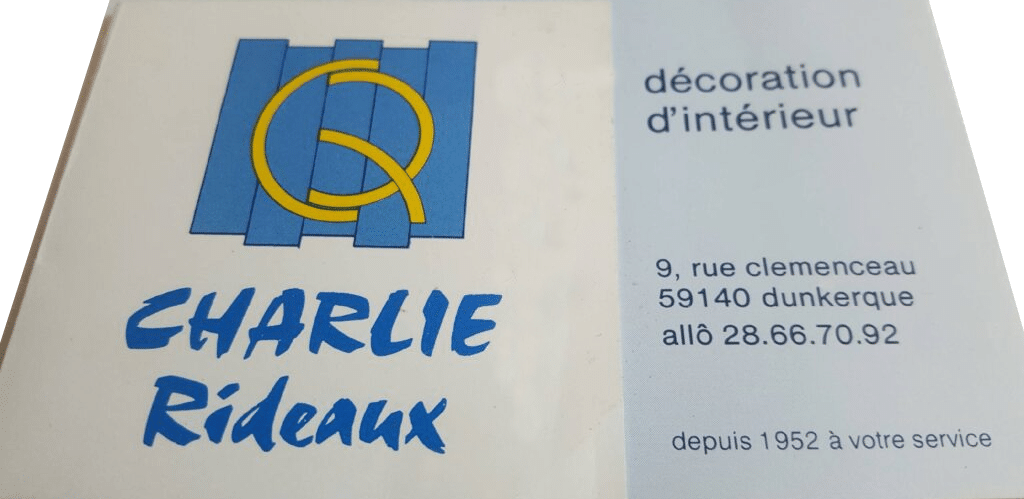 CHARLIE
Rideaux
décoration
d'intérieur
9, rue clemenceau
59140 dunkerque
allô 28.66.70.92
depuis 1952 à votre service